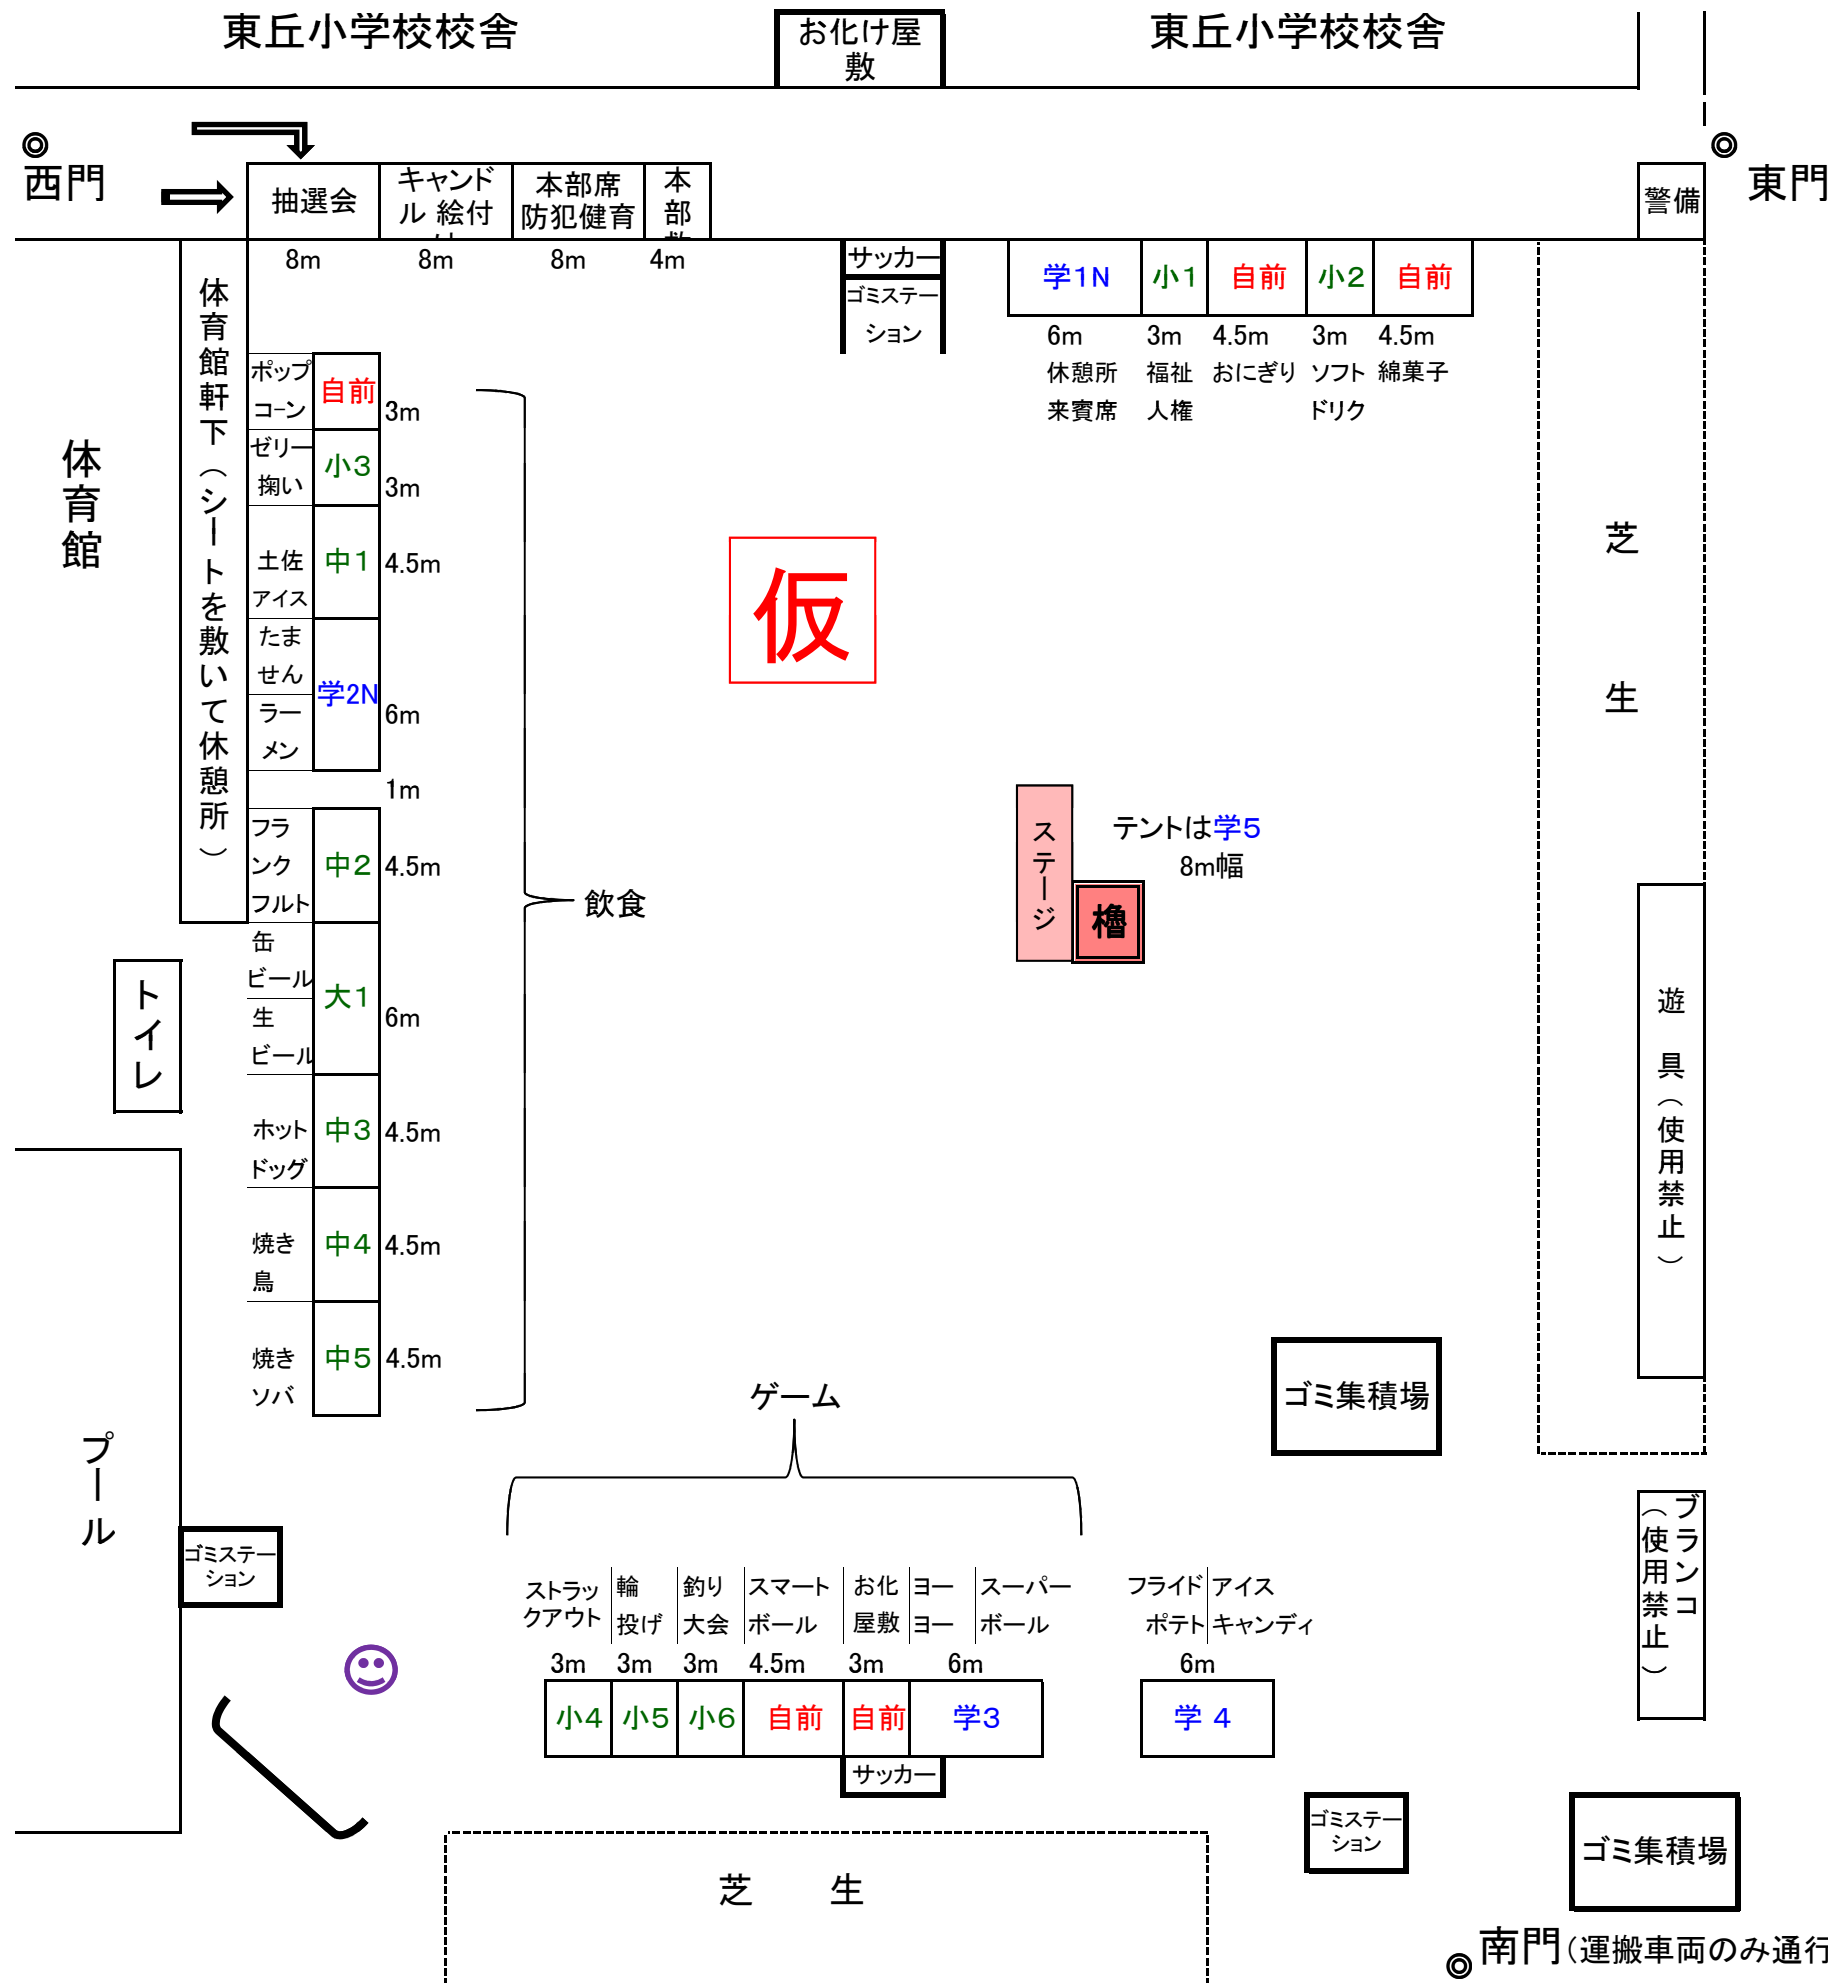 東丘小学校校舎
お化け屋
敷
東丘小学校校舎
◎
西門
◎
東門
抽選会
キャンド
ル 絵付
本部席
防犯健育
本
部
警備
8m
8m
8m
4m
サッカー
ゴミステー
ション
学1N
小1
自前
小2
自前
6m
3m
4.5m
3m
4.5m
休憩所
来賓席
福祉
人権
おにぎり
ソフト
ドリク
綿菓子
体育館
体育館軒下（シートを敷いて休憩所）
ポップ
コーン
自前
3m
ゼリー
掬い
小3
3m
土佐
アイス
中1
4.5m
たま
せん
ラー
メン
学2N
6m
1m
フラ
ンク
フルト
中2
4.5m
缶
ビール
生
ビール
大1
6m
ホット
ドッグ
中3
4.5m
焼き
鳥
中4
4.5m
焼き
ソバ
中5
4.5m
飲食
仮
ステージ
櫓
テントは学5
8m幅
芝生
遊具（使用禁止）
トイレ
プール
ゴミ集積場
ブランコ
（使用禁止）
ゴミステー
ション
ゲーム
ストラッ
クアウト
輪
投げ
釣り
大会
スマート
ボール
お化
屋敷
ヨー
ヨー
スーパー
ボール
フライド
ポテト
アイス
キャンディ
3m
3m
3m
4.5m
3m
6m
6m
小4
小5
小6
自前
自前
学3
学 4
サッカー
ゴミステー
ション
ゴミ集積場
芝 生
◎
南門（運搬車両のみ通行